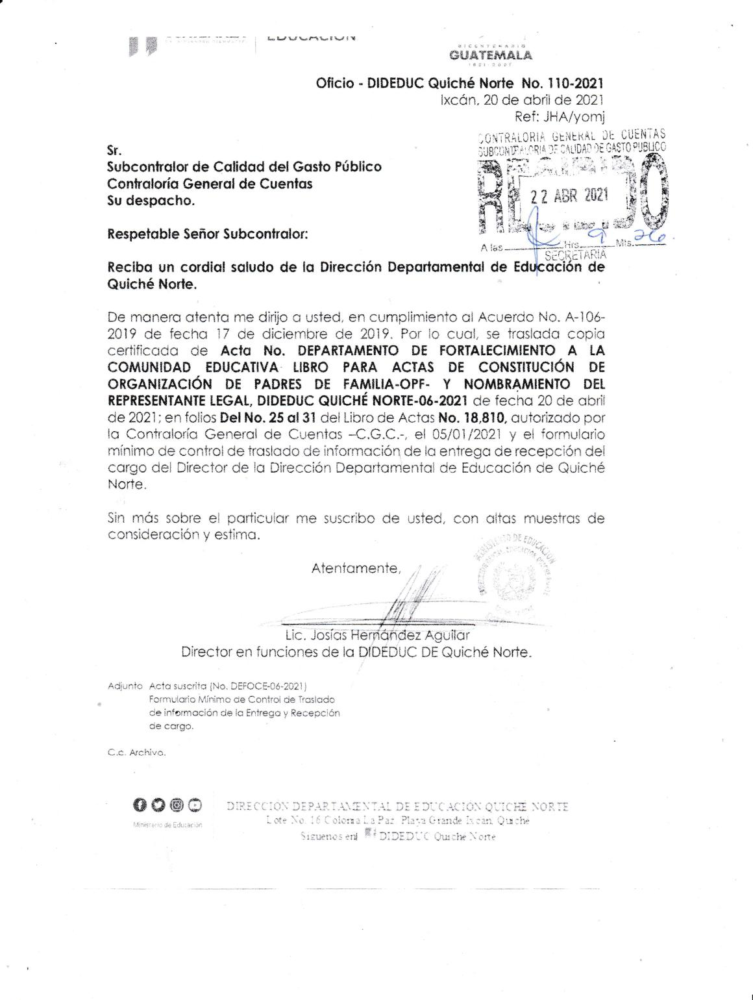 EDUCACIÓN
BICENTENARIO
GUATEMALA
1821-2021
Oficio - DIDEDUC Quiché Norte No. 110-2021
Ixcán, 20 de abril de 2021
Ref: JHA/yomj
CONTRALORIA GENERAL DE CUENTAS
SUBCONTRALORIA DE CALIDAD DE GASTO PUBLICO
RECIBIDO
22 ABR 2021
A las Hrs. 9 Mts. 26
SECRETARIA
Sr.
Subcontralor de Calidad del Gasto Público
Contraloría General de Cuentas
Su despacho.
Respetable Señor Subcontralor:
Reciba un cordial saludo de la Dirección Departamental de Educación de
Quiché Norte.
De manera atenta me dirijo a usted, en cumplimiento al Acuerdo No. A-106-
2019 de fecha 17 de diciembre de 2019. Por lo cual, se traslada copia
certificada de Acta No. DEPARTAMENTO DE FORTALECIMIENTO A LA
COMUNIDAD EDUCATIVA LIBRO PARA ACTAS DE CONSTITUCIÓN DE
ORGANIZACIÓN DE PADRES DE FAMILIA-OPF- Y NOMBRAMIENTO DEL
REPRESENTANTE LEGAL, DIDEDUC QUICHÉ NORTE-06-2021 de fecha 20 de abril
de 2021; en folios Del No. 25 al 31 del Libro de Actas No. 18,810, autorizado por
la Contraloría General de Cuentas –C.G.C.-, el 05/01/2021 y el formulario
mínimo de control de traslado de información de la entrega de recepción del
cargo del Director de la Dirección Departamental de Educación de Quiché
Norte.
Sin más sobre el particular me suscribo de usted, con altas muestras de
consideración y estima.
Atentamente,
MINISTERIO DE EDUCACION
Lic. Josías Hernández Aguilar
Director en funciones de la DIDEDUC DE Quiché Norte.
Adjunto Acta suscrita (No. DEFOCE-06-2021)
Formulario Mínimo de Control de Traslado
de información de la Entrega y Recepción
de cargo.
C.c. Archivo.
Ministerio de Educación
DIRECCION DEPARTAMENTAL DE EDUCACION QUICHE NORTE
Lote No. 16 Colonia La Paz Playa Grande Ixcan, Quiché
Siguenos en DIDEDUC Quiche Norte